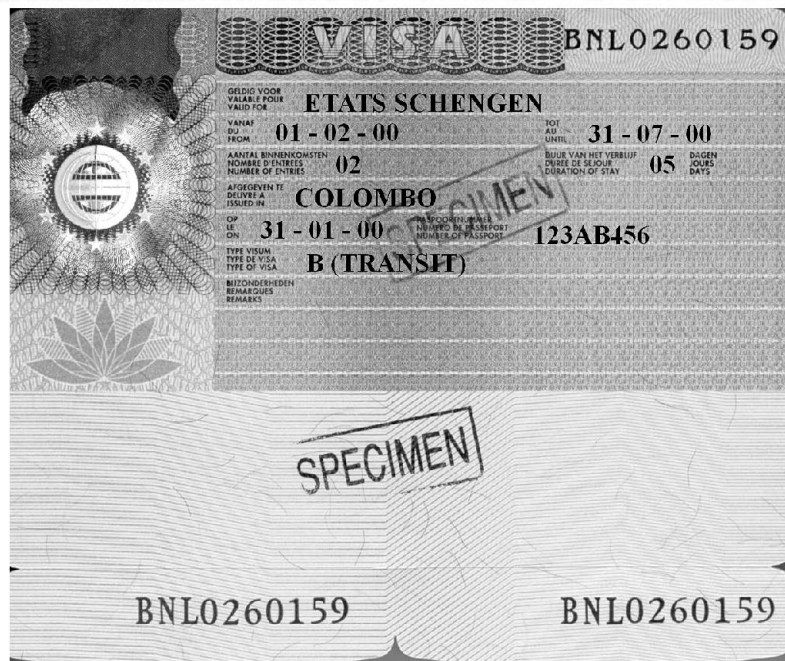 VISA BNL0260159
GELDIG VOOR
VALABLE POUR
VALID FOR
ETATS SCHENGEN
VANAF
DU
FROM
01 - 02 - 00
TOT
AU
UNTIL
31 - 07 - 00
AANTAL BINNENKOMSTEN
NOMBRE D'ENTREES
NUMBER OF ENTRIES
02
DUUR VAN HET VERBLIJF
DUREE DE SEJOUR
DURATION OF STAY
05
DAGEN
JOURS
DAYS
AFGEGEVEN TE
DELIVRE A
ISSUED IN
COLOMBO
SPECIMEN
OP
LE
ON
31 - 01 - 00
PASPOORTNUMMER
NUMERO DE PASSEPORT
NUMBER OF PASSPORT
123AB456
TYPE VISUM
TYPE DE VISA
TYPE OF VISA
B (TRANSIT)
BIJZONDERHEDEN
REMARQUES
REMARKS
SPECIMEN
BNL0260159 BNL0260159